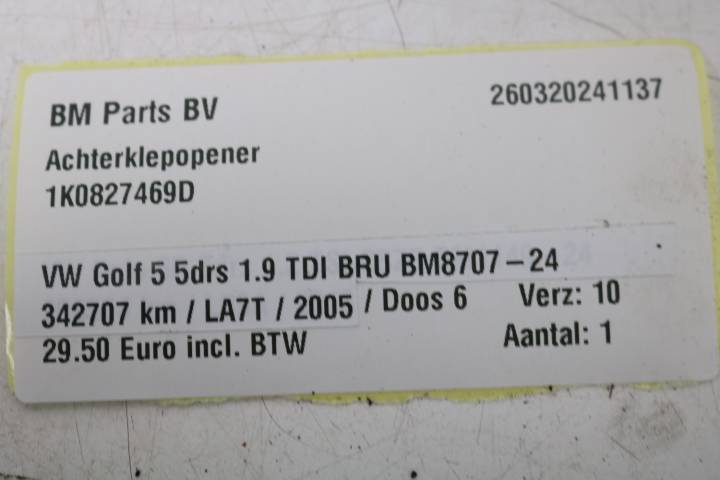 BM Parts BV 260320241137
Achterklepopener
1K0827469D
VW Golf 5 5drs 1.9 TDI BRU BM8707-24
342707 km / LA7T / 2005 / Doos 6 Verz: 10
29.50 Euro incl. BTW Aantal: 1